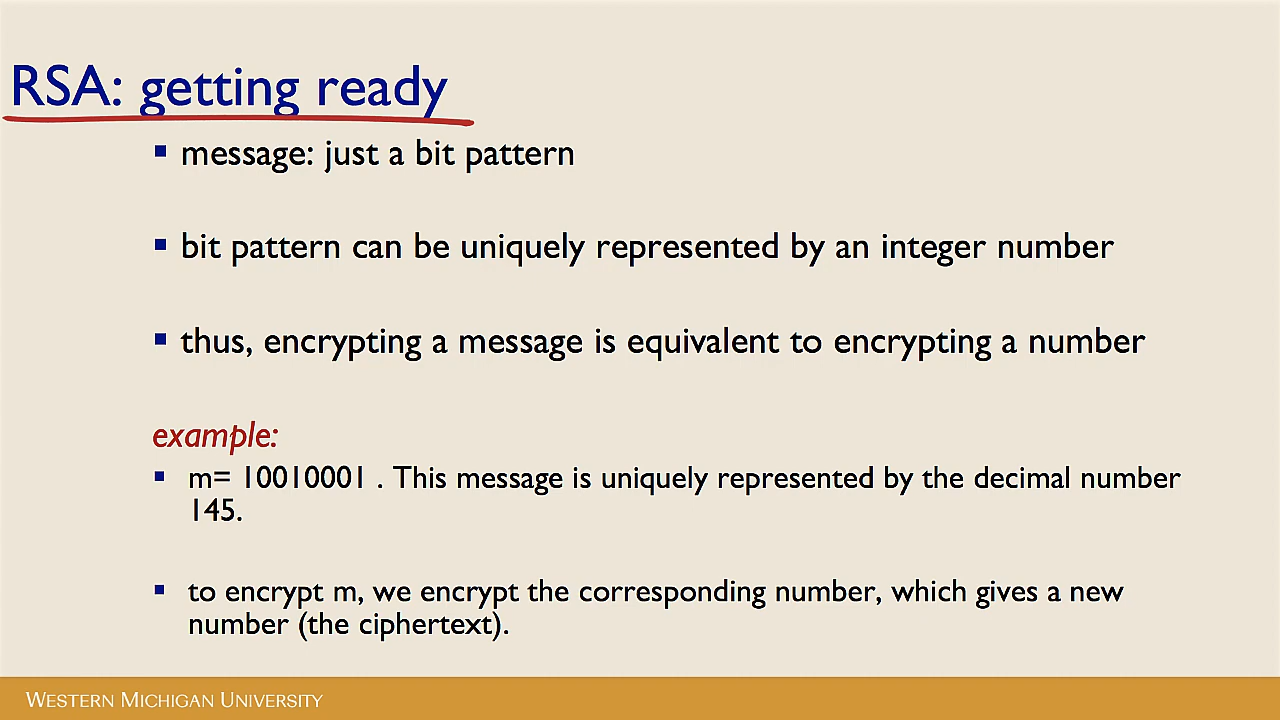 RSA: getting ready
▪ message: just a bit pattern
▪ bit pattern can be uniquely represented by an integer number
▪ thus, encrypting a message is equivalent to encrypting a number
example:
▪ m= 10010001 . This message is uniquely represented by the decimal number
145.
▪ to encrypt m, we encrypt the corresponding number, which gives a new
number (the ciphertext).
WESTERN MICHIGAN UNIVERSITY